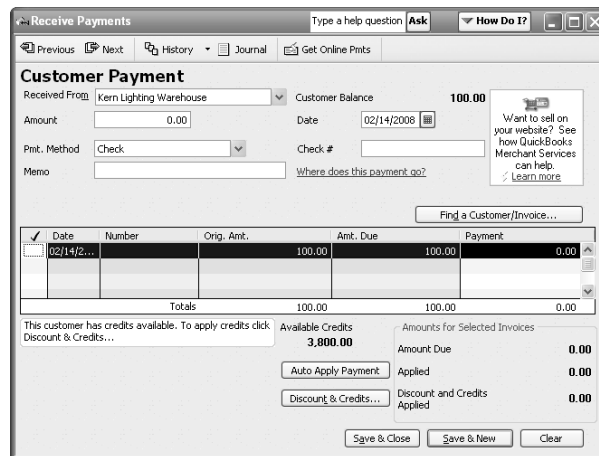 Receive Payments Type a help question Ask How Do I?
Previous Next History Journal Get Online Pmts
Customer Payment
Received From Kern Lighting Warehouse Customer Balance 100.00
Amount 0.00 Date 02/14/2008
Pmt. Method Check Check #
Memo Where does this payment go?
Want to sell on
your website? See
how QuickBooks
Merchant Services
can help.
Learn more
Find a Customer/Invoice...
✓ Date Number Orig. Amt. Amt. Due Payment
02/14/2... 100.00 100.00 0.00
Totals 100.00 100.00 0.00
This customer has credits available. To apply credits click
Discount & Credits...
Available Credits
3,800.00
Auto Apply Payment
Discount & Credits...
Amounts for Selected Invoices
Amount Due 0.00
Applied 0.00
Discount and Credits
Applied 0.00
Save & Close Save & New Clear